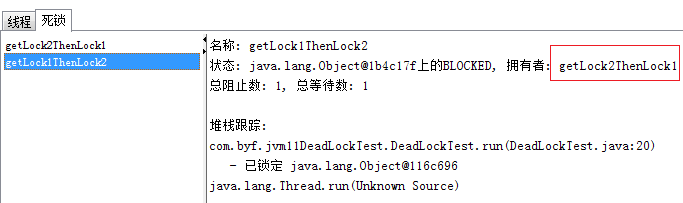 线程 死锁
getLock2ThenLock1
getLock1ThenLock2
名称: getLock1ThenLock2
状态: java.lang.Object@1b4c17f上的BLOCKED, 拥有者: getLock2ThenLock1
总阻止数: 1, 总等待数: 1
堆栈跟踪:
com.byf.jvm11DeadLockTest.DeadLockTest.run(DeadLockTest.java:20)
- 已锁定 java.lang.Object@116c696
java.lang.Thread.run(Unknown Source)